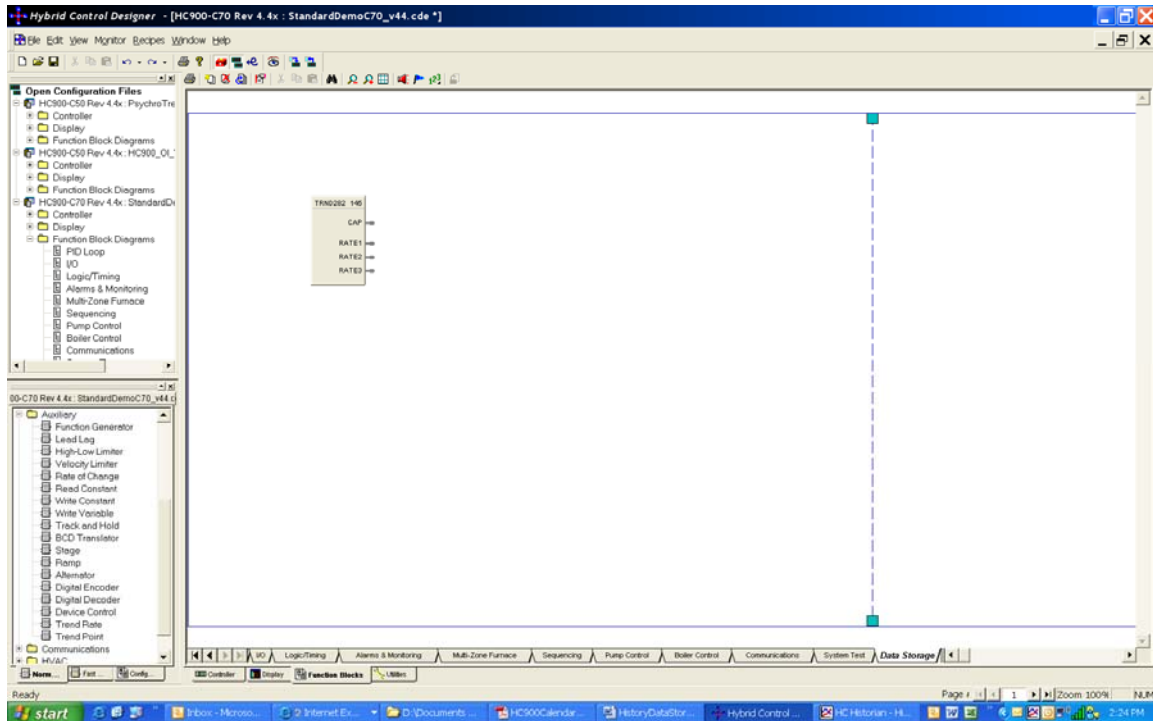 Hybrid Control Designer - [HC900-C70 Rev 4.4x : StandardDemoC70_v44.cde *]
File Edit View Monitor Recipes Window Help
Open Configuration Files
HC900-C50 Rev 4.4x : PsychroTre
Controller
Display
Function Block Diagrams
HC900-C50 Rev 4.4x : HC900_OI_
Controller
Display
Function Block Diagrams
HC900-C70 Rev 4.4x : StandardD
Controller
Display
Function Block Diagrams
PID Loop
I/O
Logic/Timing
Alarms & Monitoring
Multi-Zone Furnace
Sequencing
Pump Control
Boiler Control
Communications
00-C70 Rev 4.4x : StandardDemoC70_v44.c
Auxiliary
Function Generator
Lead Lag
High-Low Limiter
Velocity Limiter
Rate of Change
Read Constant
Write Constant
Write Variable
Track and Hold
BCD Translator
Stage
Ramp
Alternator
Digital Encoder
Digital Decoder
Device Control
Trend Rate
Trend Point
Communications
HVAC
Norm... Fast ... Config...
TRN0282 146
CAP
RATE1
RATE2
RATE3
I/O Logic/Timing Alarms & Monitoring Multi-Zone Furnace Sequencing Pump Control Boiler Control Communications System Test Data Storage
Controller Display Function Blocks Utilities
Ready Page # 1 Zoom 100% NUM
start Inbox - Microso... 2 Internet Ex... D:\Documents ... HC900Calendar... HistoryDataStor... Hybrid Control ... HC Historian - H... 2:24 PM